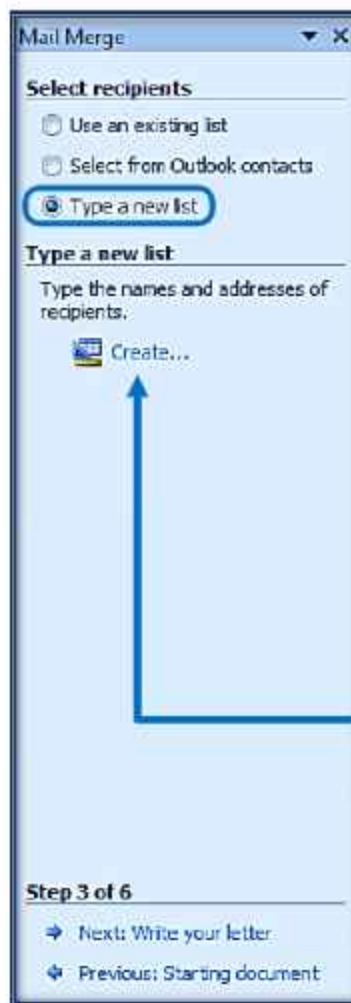 Mail Merge
Select recipients
Use an existing list
Select from Outlook contacts
Type a new list
Type a new list
Type the names and addresses of
recipients.
Create...
Step 3 of 6
Next: Write your letter
Previous: Starting document